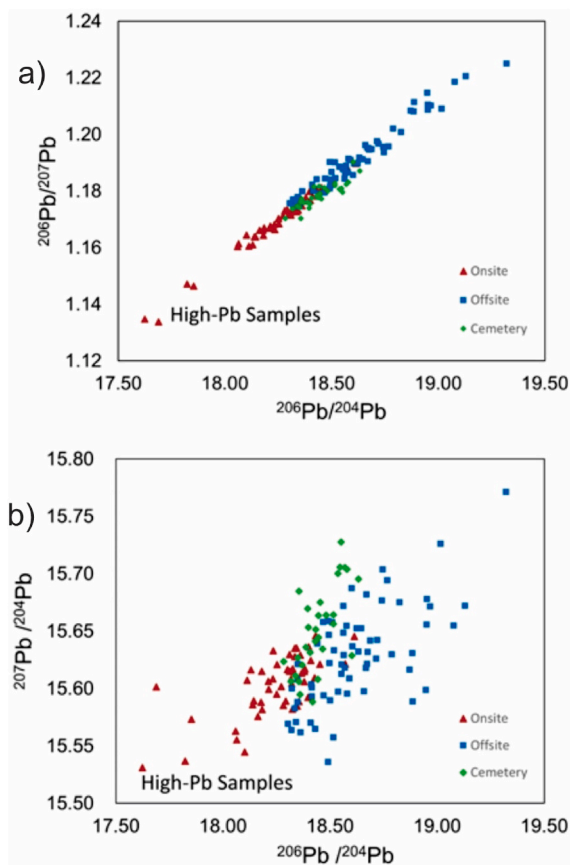 a)
1.24
1.22
1.20
1.18
1.16
1.14
1.12
²⁰⁶Pb/²⁰⁷Pb
Onsite
Offsite
Cemetery
High-Pb Samples
17.50 18.00 18.50 19.00 19.50
²⁰⁶Pb/²⁰⁴Pb
b)
15.80
15.75
15.70
15.65
15.60
15.55
15.50
²⁰⁷Pb /²⁰⁴Pb
Onsite
Offsite
Cemetery
High-Pb Samples
17.50 18.00 18.50 19.00 19.50
²⁰⁶Pb /²⁰⁴Pb